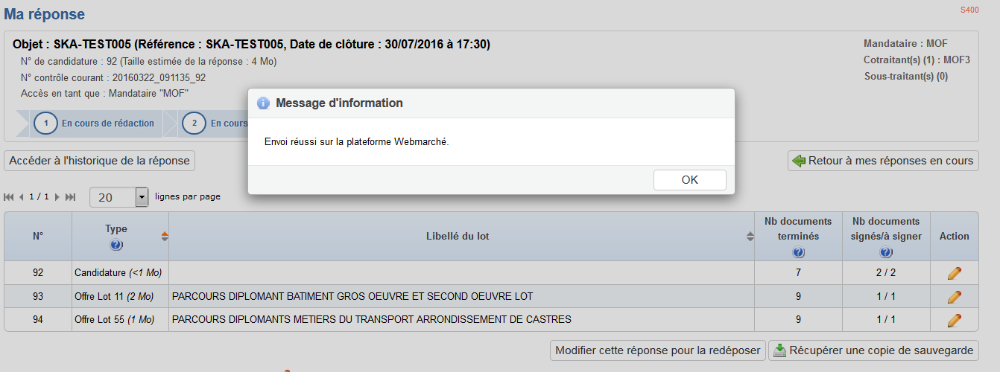 Ma réponse
S400
Objet : SKA-TEST005 (Référence : SKA-TEST005, Date de clôture : 30/07/2016 à 17:30)
Mandataire : MOF
N° de candidature : 92 (Taille estimée de la réponse : 4 Mo)
Cotraitant(s) (1) : MOF3
N° contrôle courant : 20160322_091135_92
Sous-traitant(s) (0)
Accès en tant que : Mandataire "MOF"
Message d'information
1 En cours de rédaction 2 En cours
Envoi réussi sur la plateforme Webmarché.
OK
Accéder à l'historique de la réponse
Retour à mes réponses en cours
1 / 1 20 lignes par page
N° Type ? Libellé du lot Nb documents terminés ? Nb documents signés/à signer ? Action
92 Candidature (<1 Mo) 7 2 / 2
93 Offre Lot 11 (2 Mo) PARCOURS DIPLOMANT BATIMENT GROS OEUVRE ET SECOND OEUVRE LOT 9 1 / 1
94 Offre Lot 55 (1 Mo) PARCOURS DIPLOMANTS METIERS DU TRANSPORT ARRONDISSEMENT DE CASTRES 9 1 / 1
Modifier cette réponse pour la redéposer
Récupérer une copie de sauvegarde